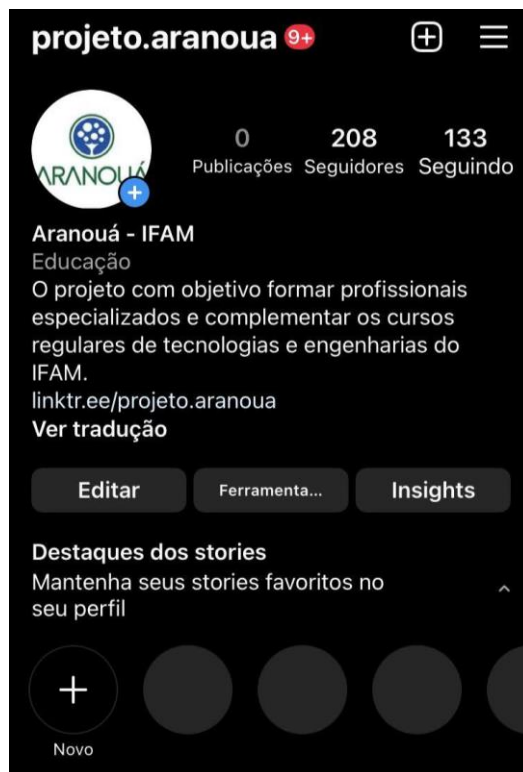 projeto.aranoua 9+
ARANOUÁ
0 208 133
Publicações Seguidores Seguindo
Aranouá - IFAM
Educação
O projeto com objetivo formar profissionais
especializados e complementar os cursos
regulares de tecnologias e engenharias do
IFAM.
linktr.ee/projeto.aranoua
Ver tradução
Editar Ferramenta... Insights
Destaques dos stories
Mantenha seus stories favoritos no
seu perfil
Novo